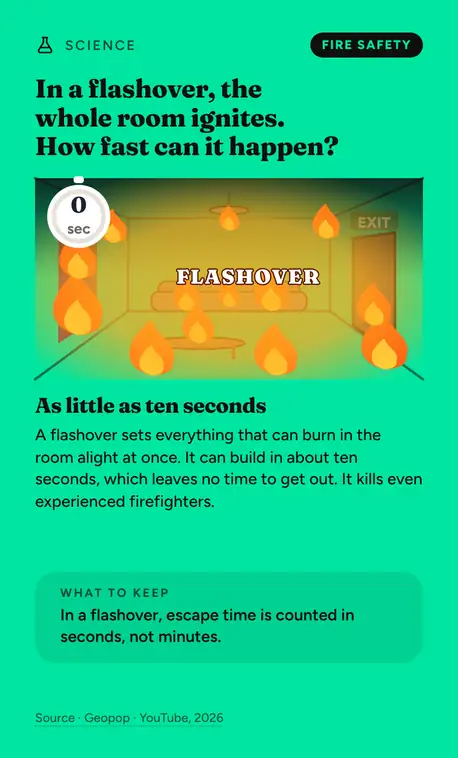 SCIENCE
FIRE SAFETY
In a flashover, the
whole room ignites.
How fast can it happen?
0
sec
EXIT
FLASHOVER
As little as ten seconds
A flashover sets everything that can burn in the
room alight at once. It can build in about ten
seconds, which leaves no time to get out. It kills even
experienced firefighters.
WHAT TO KEEP
In a flashover, escape time is counted in
seconds, not minutes.
Source · Geopop · YouTube, 2026